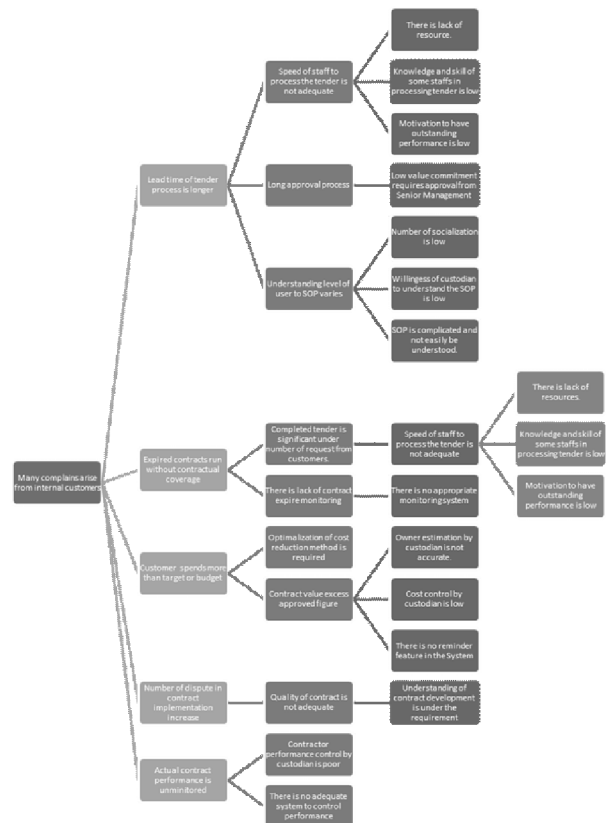 There is lack of
resource.
Speed of staff to
process the tender is
not adequate
Knowledge and skill of
some staffs in
processing tender is low
Motivation to have
outstanding
performance is low
Lead time of tender
process is longer
Long approval process
Low value commitment
requires approval from
Senior Management
Number of socialization
is low
Understanding level of
user to SOP varies
Willingess of custodian
to understand the SOP
is low
SOP is complicated and
not easily be
understood.
Many complains arise
from internal customers
Expired contracts run
without contractual
coverage
Completed tender is
significant under
number of request from
customers.
Speed of staff to
process the tender is
not adequate
There is lack of
resources.
Knowledge and skill of
some staffs in
processing tender is low
Motivation to have
outstanding
performance is low
There is lack of contract
expire monitoring
There is no appropriate
monitoring system
Customer spends more
than target or budget
Optimalization of cost
reduction method is
required
Contract value excess
approved figure
Owner estimation by
custodian is not
accurate.
Cost control by
custodian is low
There is no reminder
feature in the System
Number of dispute in
contract
implementation
increase
Quality of contract is
not adequate
Understanding of
contract development
is under the
requirement
Actual contract
performance is
unminitored
Contractor
performance control by
custodian is poor
There is no adequate
system to control
performance